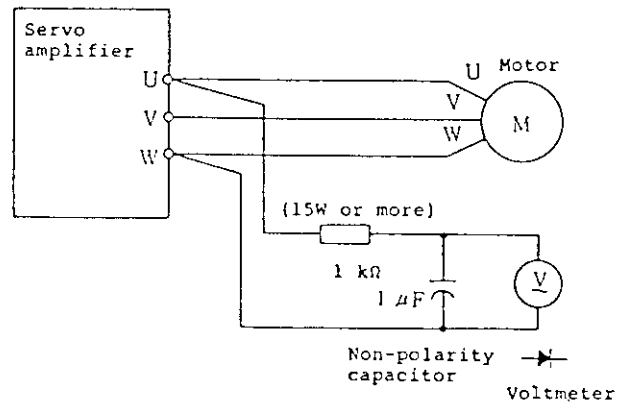 Servo
amplifier
U
V
W
U
V
W
Motor
M
(15W or more)
1 kΩ
1 μF
V
Non-polarity
capacitor
Voltmeter